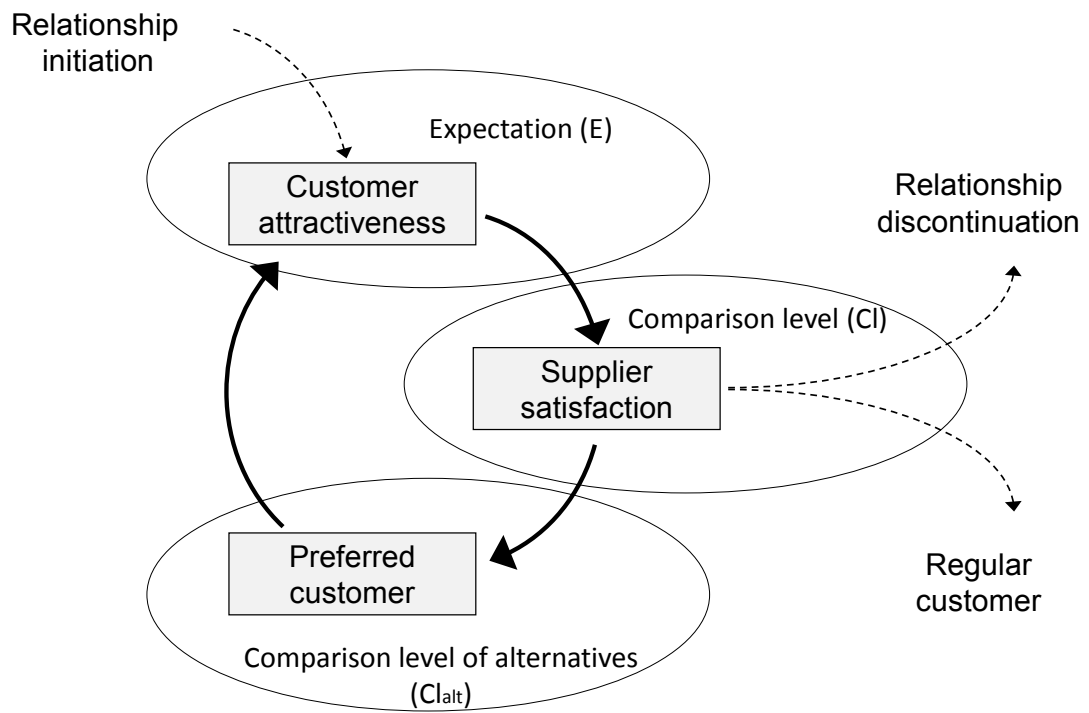 Relationship
initiation
Expectation (E)
Customer
attractiveness
Relationship
discontinuation
Comparison level (Cl)
Supplier
satisfaction
Preferred
customer
Regular
customer
Comparison level of alternatives
(Clalt)